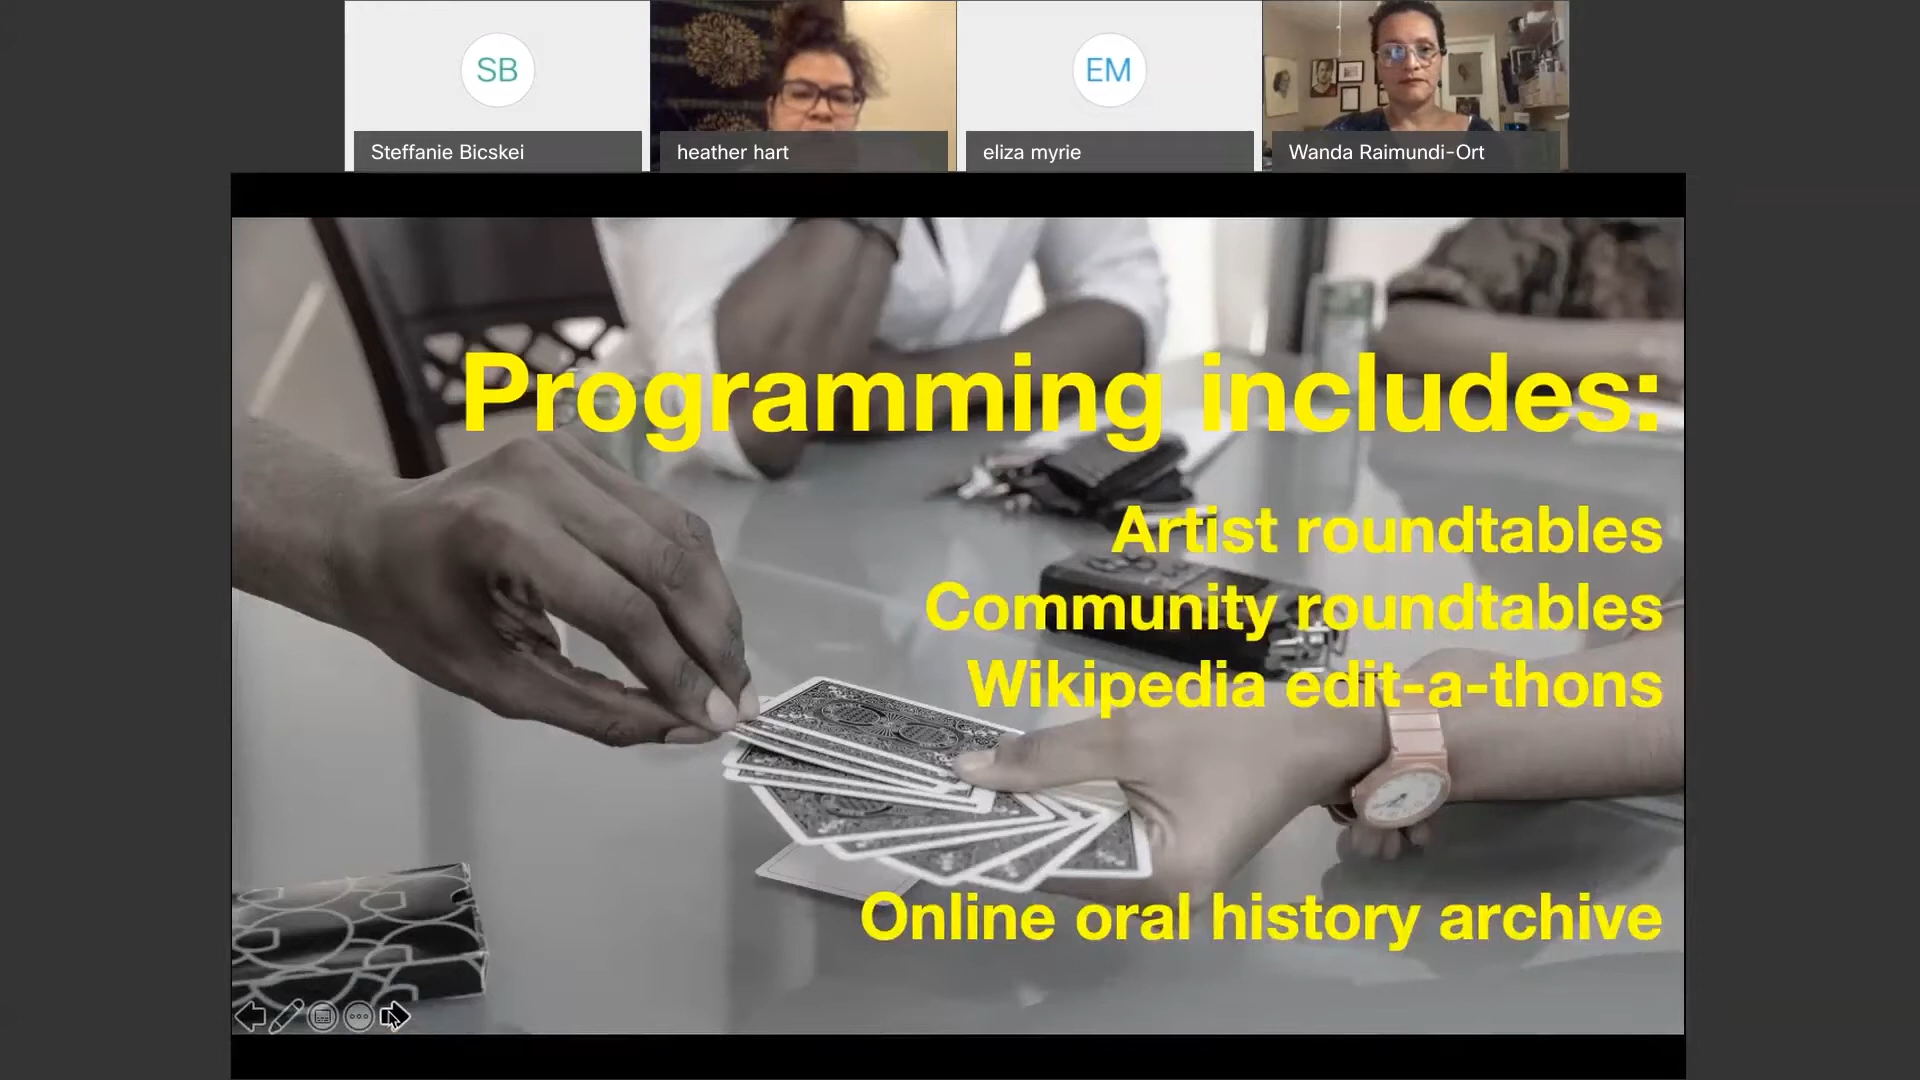 SB
EM
Steffanie Bicskei
heather hart
eliza myrie
Wanda Raimundi-Ort
Programming includes:
Artist roundtables
Community roundtables
Wikipedia edit-a-thons
Online oral history archive